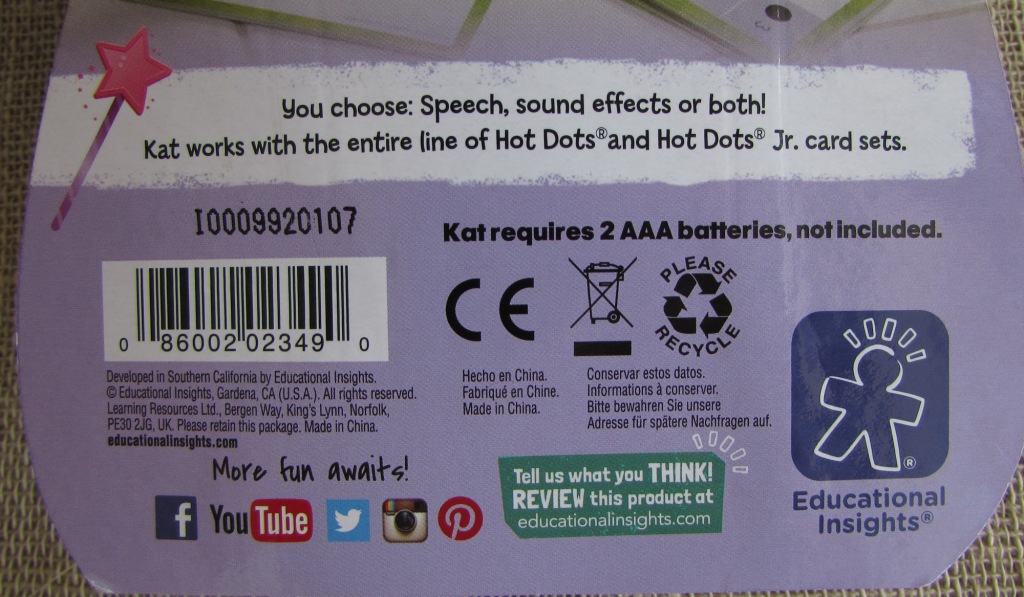 You choose: Speech, sound effects or both!
Kat works with the entire line of Hot Dots® and Hot Dots® Jr. card sets.
I0009920107
Kat requires 2 AAA batteries, not included.
0 86002 02349 0
CE
PLEASE
RECYCLE
Developed in Southern California by Educational Insights.
© Educational Insights, Gardena, CA (U.S.A.). All rights reserved.
Learning Resources Ltd., Bergen Way, King's Lynn, Norfolk,
PE30 2JG, UK. Please retain this package. Made in China.
educationalinsights.com
Hecho en China.
Fabriqué en Chine.
Made in China.
Conservar estos datos.
Informations à conserver.
Bitte bewahren Sie unsere
Adresse für spätere Nachfragen auf.
More fun awaits!
f
You Tube
Tell us what you THINK!
REVIEW this product at
educationalinsights.com
®
Educational
Insights®